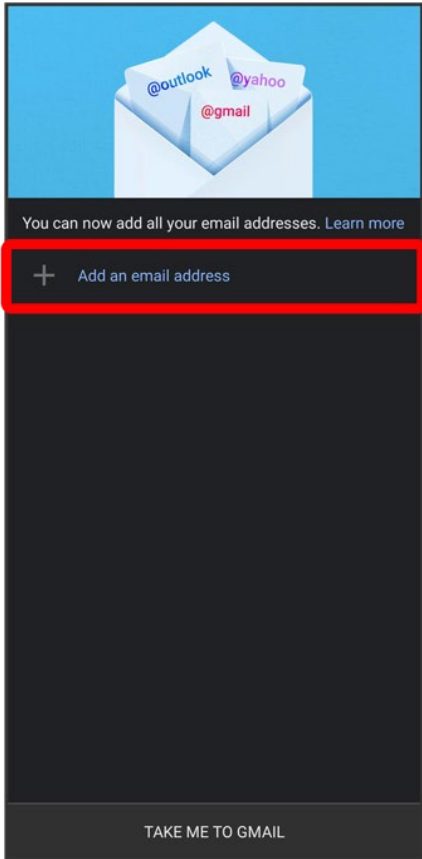 @outlook @yahoo
@gmail
You can now add all your email addresses. Learn more
Add an email address
TAKE ME TO GMAIL